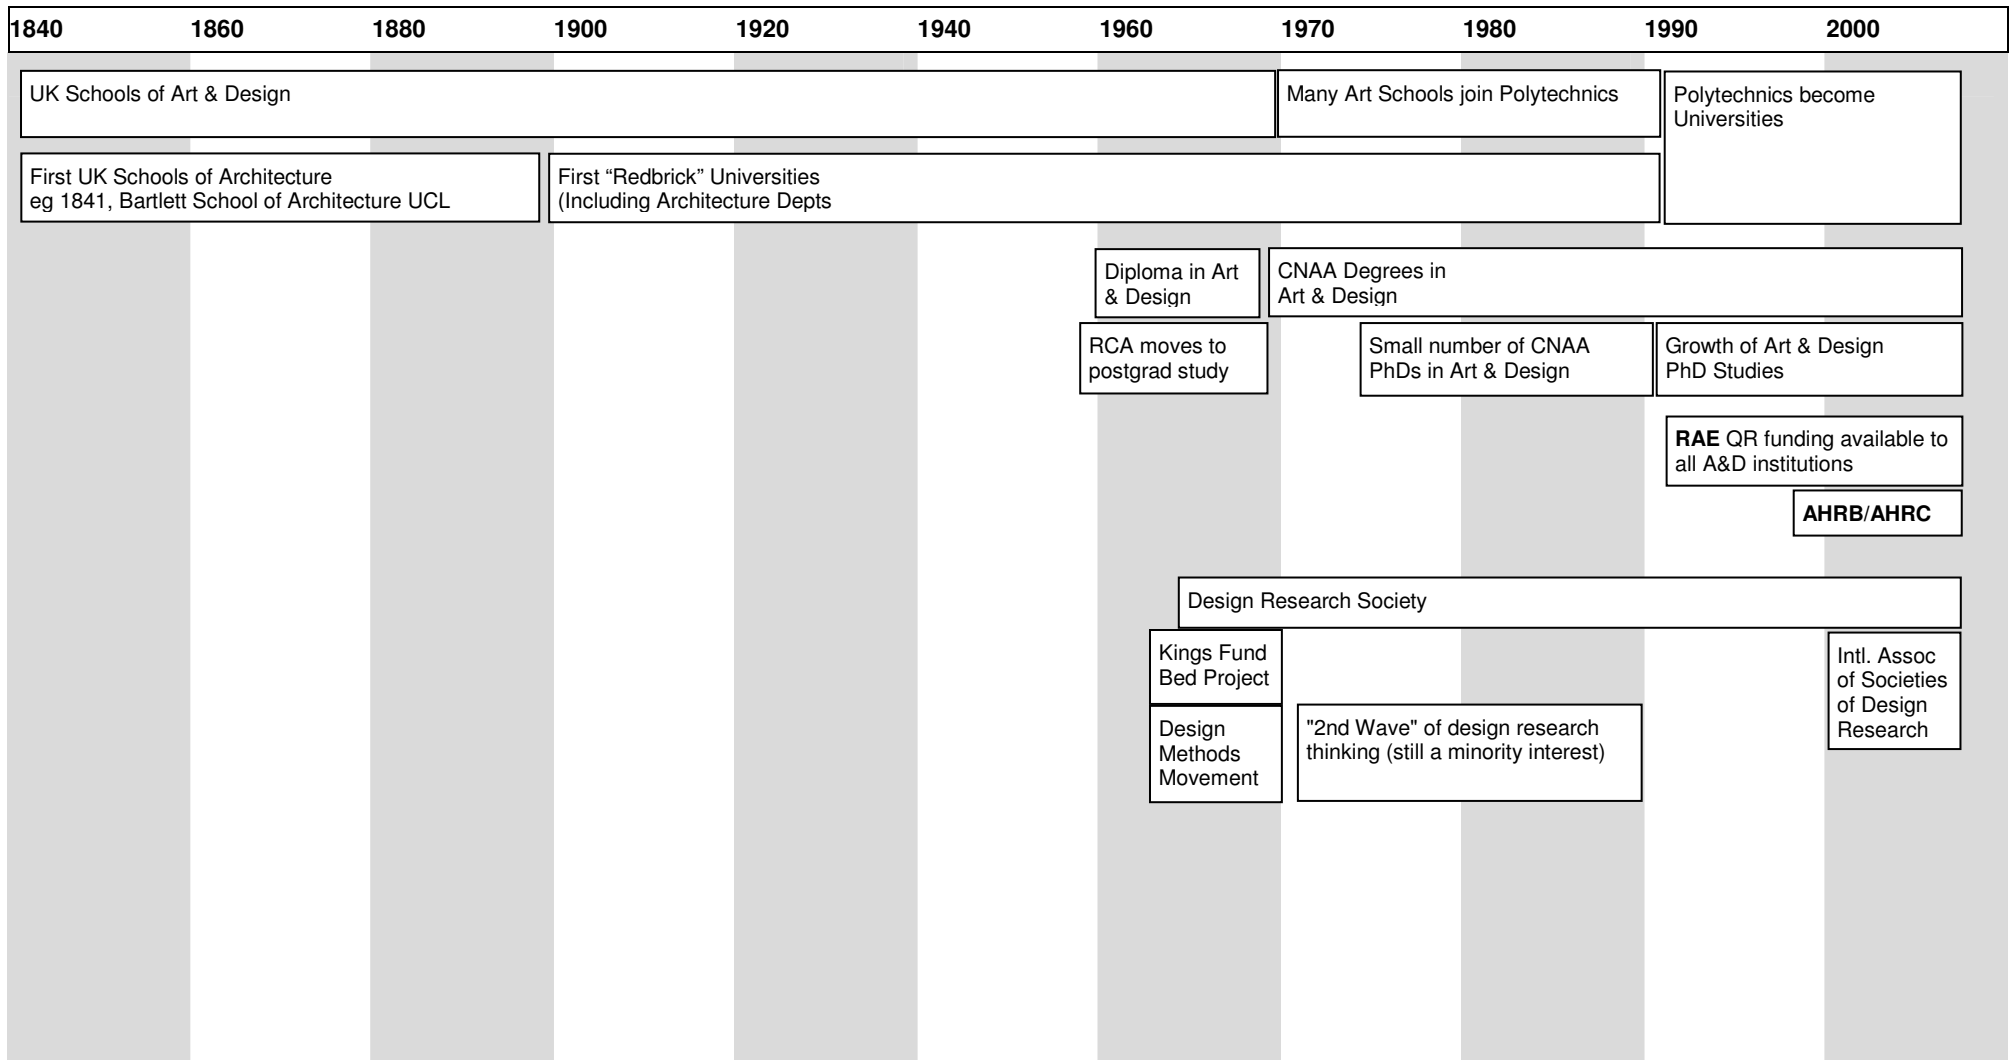 1840 1860 1880 1900 1920 1940 1960 1970 1980 1990 2000
UK Schools of Art & Design
Many Art Schools join Polytechnics
Polytechnics become
Universities
First UK Schools of Architecture
eg 1841, Bartlett School of Architecture UCL
First “Redbrick” Universities
(Including Architecture Depts
Diploma in Art
& Design
CNAA Degrees in
Art & Design
RCA moves to
postgrad study
Small number of CNAA
PhDs in Art & Design
Growth of Art & Design
PhD Studies
RAE QR funding available to
all A&D institutions
AHRB/AHRC
Design Research Society
Kings Fund
Bed Project
Intl. Assoc
of Societies
of Design
Research
Design
Methods
Movement
"2nd Wave" of design research
thinking (still a minority interest)